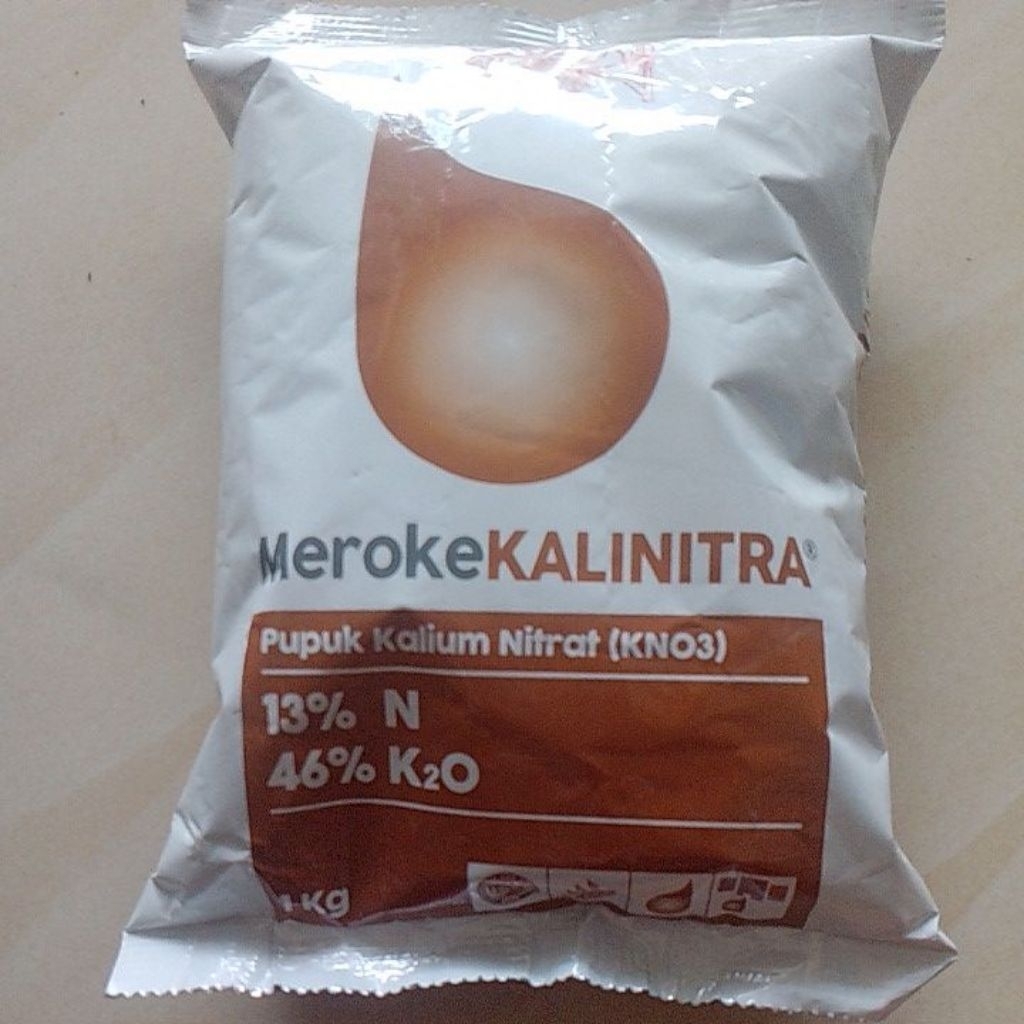 MerokeKALINITRA®
Pupuk Kalium Nitrat (KNO3)
13% N
46% K₂O
1 Kg